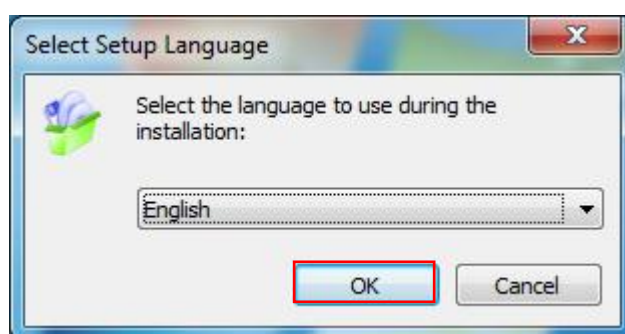 Select Setup Language
Select the language to use during the
installation:
English
OK
Cancel